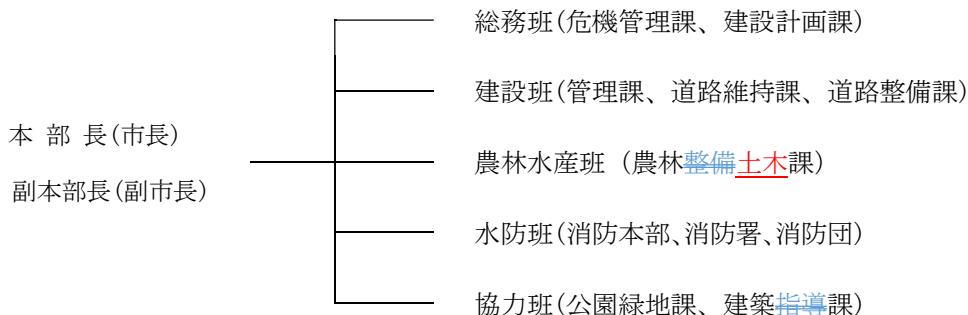 総務班(危機管理課、建設計画課)
建設班(管理課、道路維持課、道路整備課)
本 部 長(市長)
農林水産班 (農林整備土木課)
副本部長(副市長)
水防班(消防本部、消防署、消防団)
協力班(公園緑地課、建築指導課)